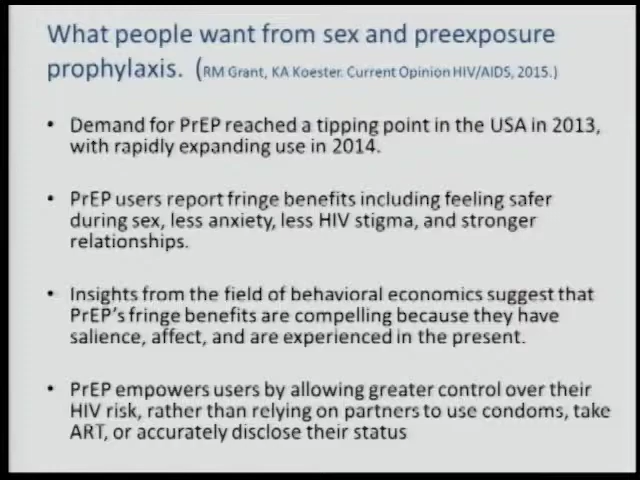 What people want from sex and preexposure
prophylaxis. (RM Grant, KA Koester. Current Opinion HIV/AIDS, 2015.)
• Demand for PrEP reached a tipping point in the USA in 2013,
with rapidly expanding use in 2014.
• PrEP users report fringe benefits including feeling safer
during sex, less anxiety, less HIV stigma, and stronger
relationships.
• Insights from the field of behavioral economics suggest that
PrEP's fringe benefits are compelling because they have
salience, affect, and are experienced in the present.
• PrEP empowers users by allowing greater control over their
HIV risk, rather than relying on partners to use condoms, take
ART, or accurately disclose their status